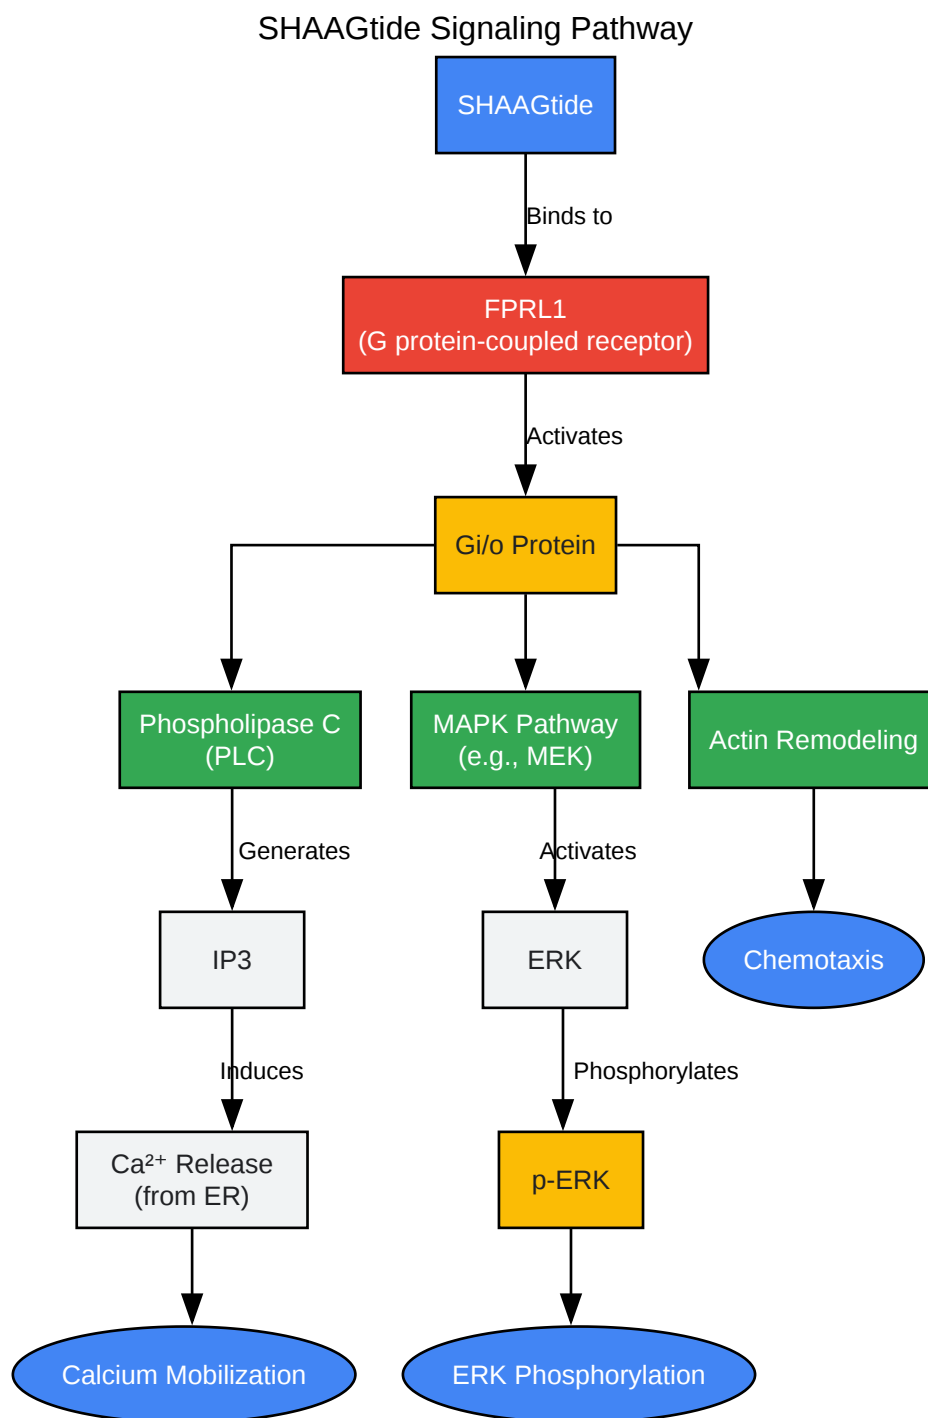 SHAAGtide Signaling Pathway
SHAAGtide
Binds to
FPRL1
(G protein-coupled receptor)
Activates
Gi/o Protein
Phospholipase C
(PLC)
MAPK Pathway
(e.g., MEK)
Actin Remodeling
Generates
Activates
IP3
ERK
Chemotaxis
Induces
Phosphorylates
Ca²⁺ Release
(from ER)
p-ERK
Calcium Mobilization
ERK Phosphorylation